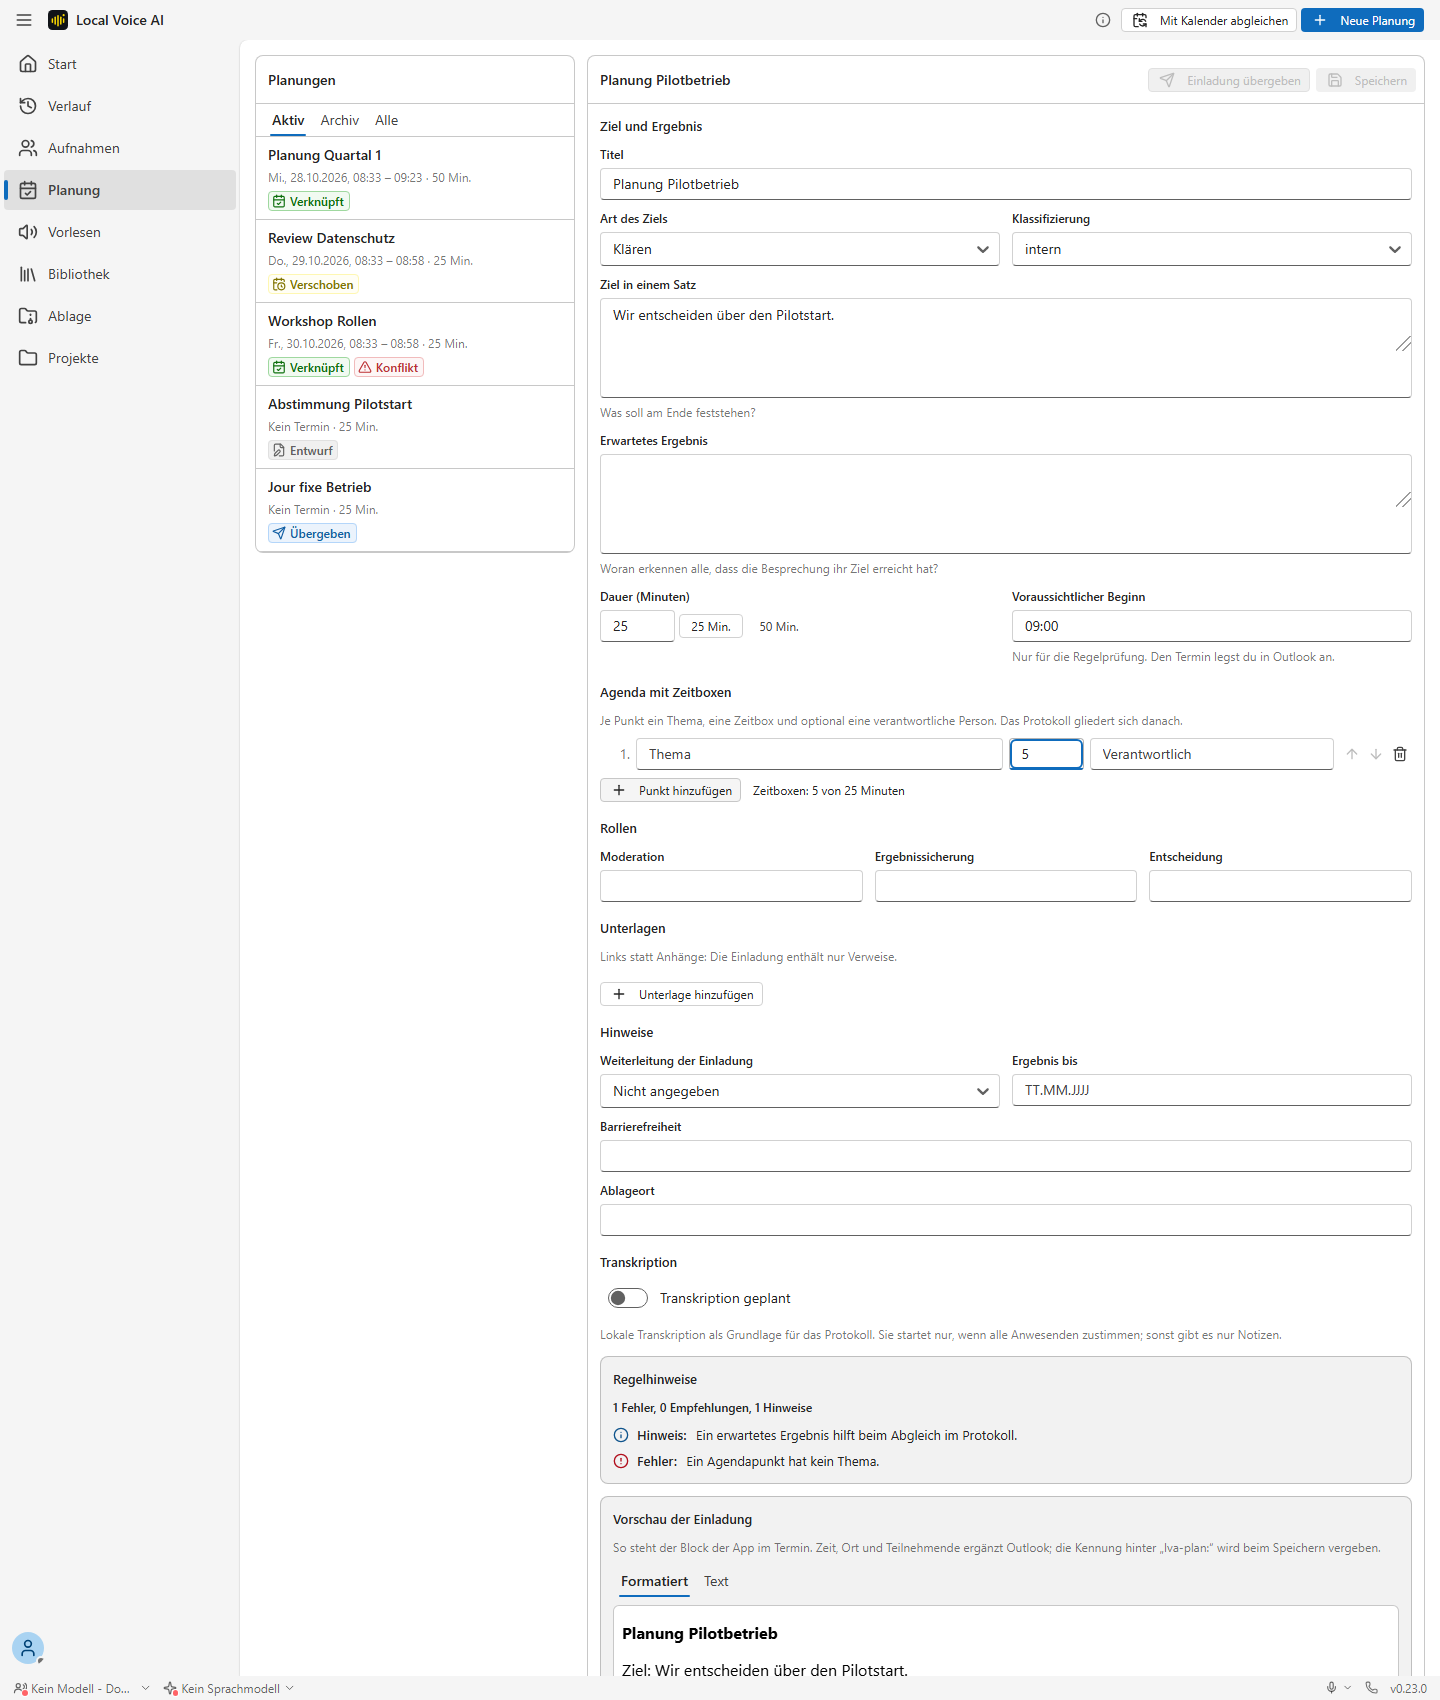 Local Voice AI
Mit Kalender abgleichen
Neue Planung
Start
Verlauf
Aufnahmen
Planung
Vorlesen
Bibliothek
Ablage
Projekte
Planungen
Aktiv Archiv Alle
Planung Quartal 1
Mi., 28.10.2026, 08:33 – 09:23 · 50 Min.
Verknüpft
Review Datenschutz
Do., 29.10.2026, 08:33 – 08:58 · 25 Min.
Verschoben
Workshop Rollen
Fr., 30.10.2026, 08:33 – 08:58 · 25 Min.
Verknüpft Konflikt
Abstimmung Pilotstart
Kein Termin · 25 Min.
Entwurf
Jour fixe Betrieb
Kein Termin · 25 Min.
Übergeben
Planung Pilotbetrieb
Einladung übergeben
Speichern
Ziel und Ergebnis
Titel
Planung Pilotbetrieb
Art des Ziels Klassifizierung
Klären intern
Ziel in einem Satz
Wir entscheiden über den Pilotstart.
Was soll am Ende feststehen?
Erwartetes Ergebnis
Woran erkennen alle, dass die Besprechung ihr Ziel erreicht hat?
Dauer (Minuten) Voraussichtlicher Beginn
25 25 Min. 50 Min. 09:00
Nur für die Regelprüfung. Den Termin legst du in Outlook an.
Agenda mit Zeitboxen
Je Punkt ein Thema, eine Zeitbox und optional eine verantwortliche Person. Das Protokoll gliedert sich danach.
1. Thema 5 Verantwortlich
Punkt hinzufügen Zeitboxen: 5 von 25 Minuten
Rollen
Moderation Ergebnissicherung Entscheidung
Unterlagen
Links statt Anhänge: Die Einladung enthält nur Verweise.
Unterlage hinzufügen
Hinweise
Weiterleitung der Einladung Ergebnis bis
Nicht angegeben TT.MM.JJJJ
Barrierefreiheit
Ablageort
Transkription
Transkription geplant
Lokale Transkription als Grundlage für das Protokoll. Sie startet nur, wenn alle Anwesenden zustimmen; sonst gibt es nur Notizen.
Regelhinweise
1 Fehler, 0 Empfehlungen, 1 Hinweise
Hinweis: Ein erwartetes Ergebnis hilft beim Abgleich im Protokoll.
Fehler: Ein Agendapunkt hat kein Thema.
Vorschau der Einladung
So steht der Block der App im Termin. Zeit, Ort und Teilnehmende ergänzt Outlook; die Kennung hinter „lva-plan:“ wird beim Speichern vergeben.
Formatiert Text
Planung Pilotbetrieb
Ziel: Wir entscheiden über den Pilotstart.
Kein Modell - Do... Kein Sprachmodell v0.23.0